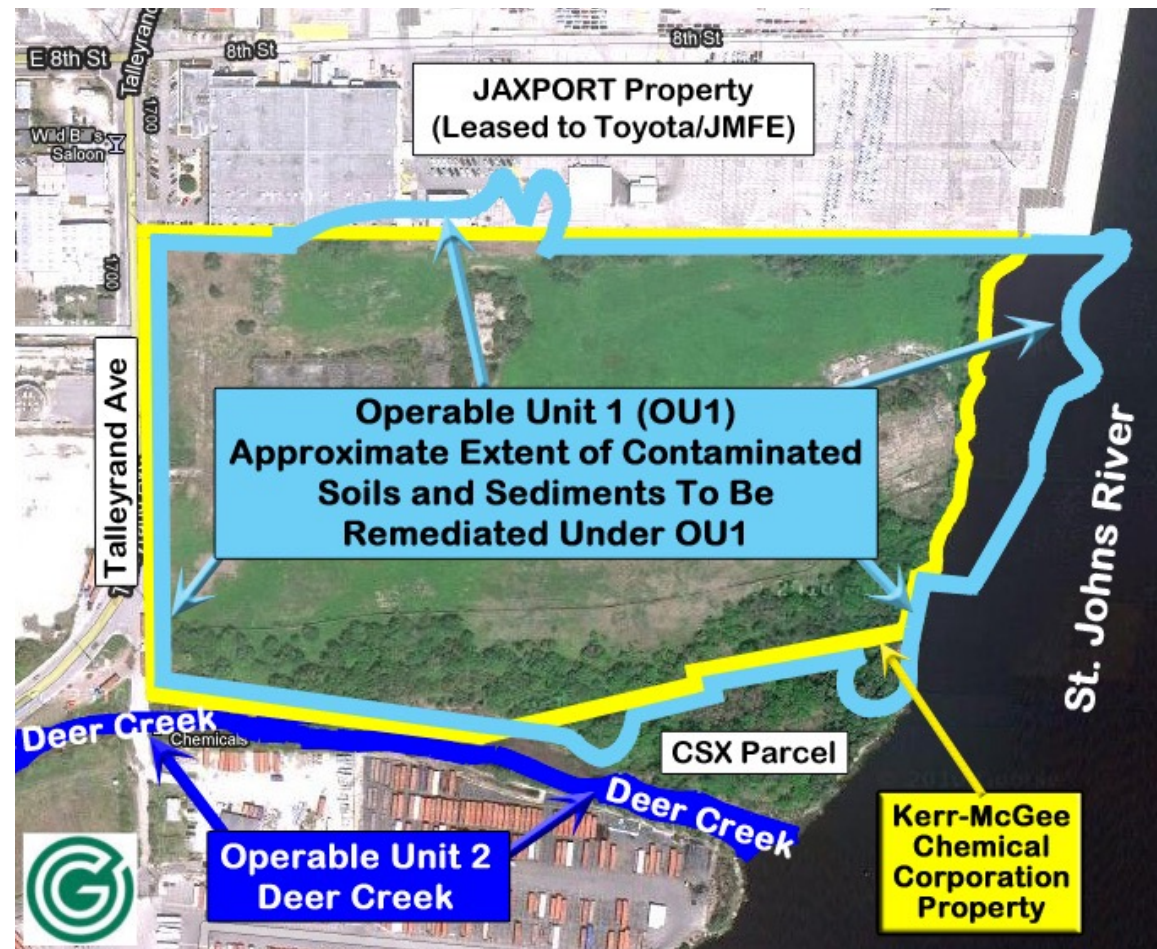 E 8th St
8th St
8th St
Talleyrand
1700
JAXPORT Property
(Leased to Toyota/JMFE)
Saloon
1700
Talleyrand Ave
Operable Unit 1 (OU1)
Approximate Extent of Contaminated
Soils and Sediments To Be
Remediated Under OU1
St. Johns River
Deer Creek
Chemicals
CSX Parcel
Deer Creek
Operable Unit 2
Deer Creek
Kerr-McGee
Chemical
Corporation
Property